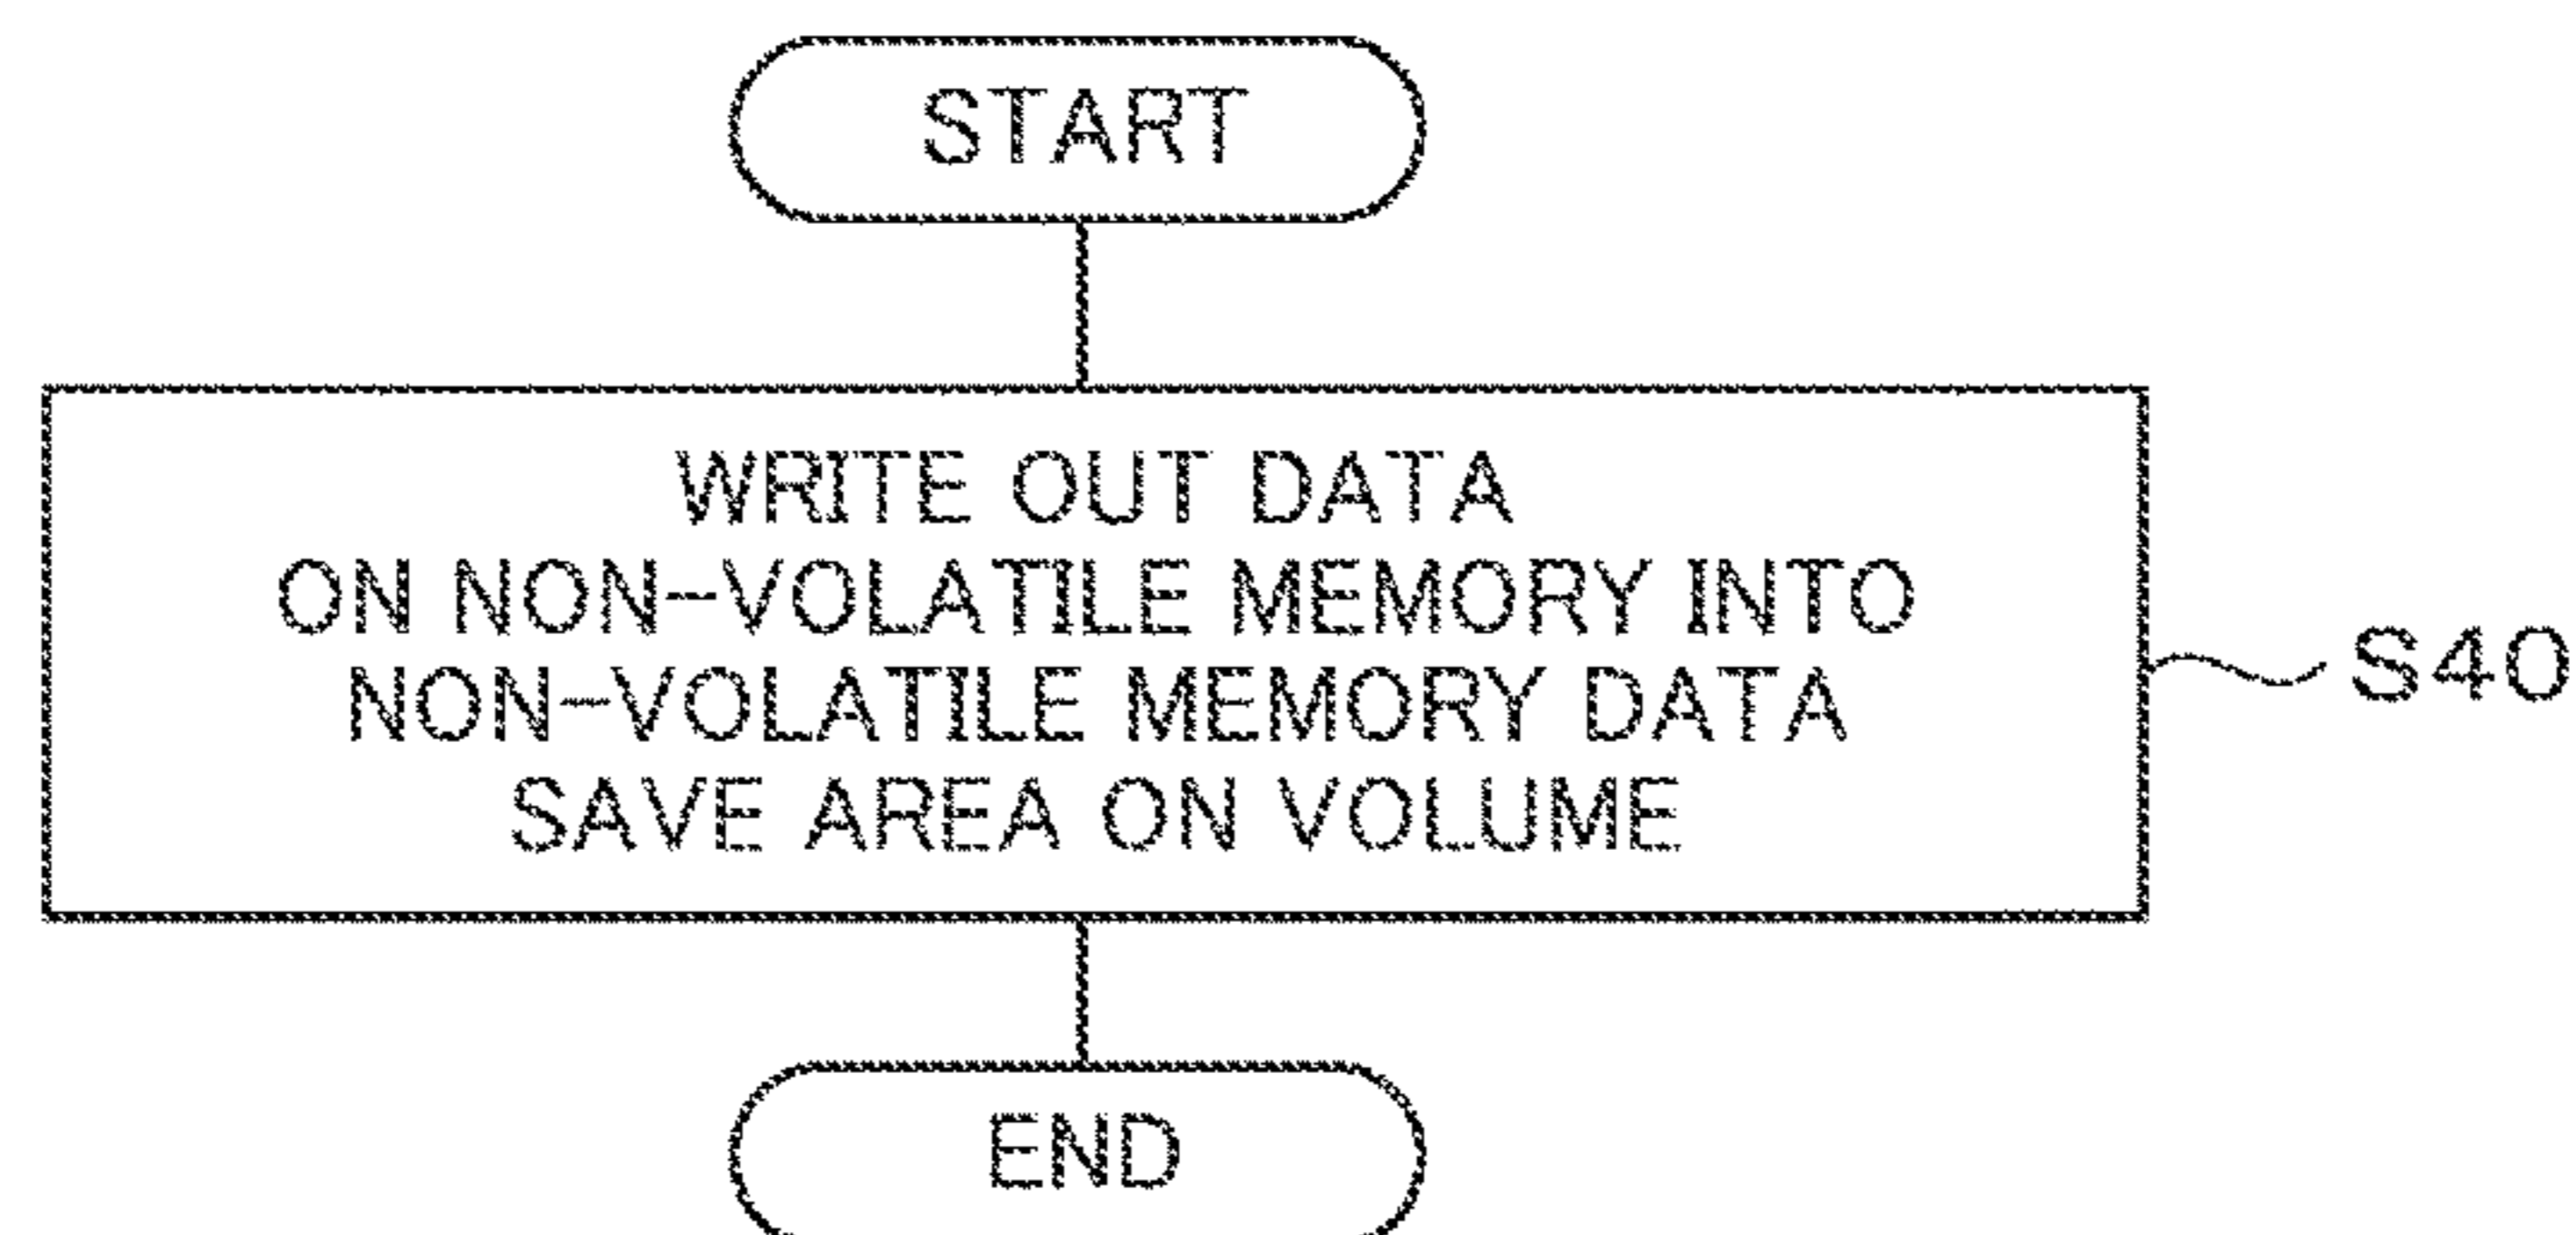 START
WRITE OUT DATA
ON NON-VOLATILE MEMORY INTO
NON-VOLATILE MEMORY DATA
SAVE AREA ON VOLUME
S40
END